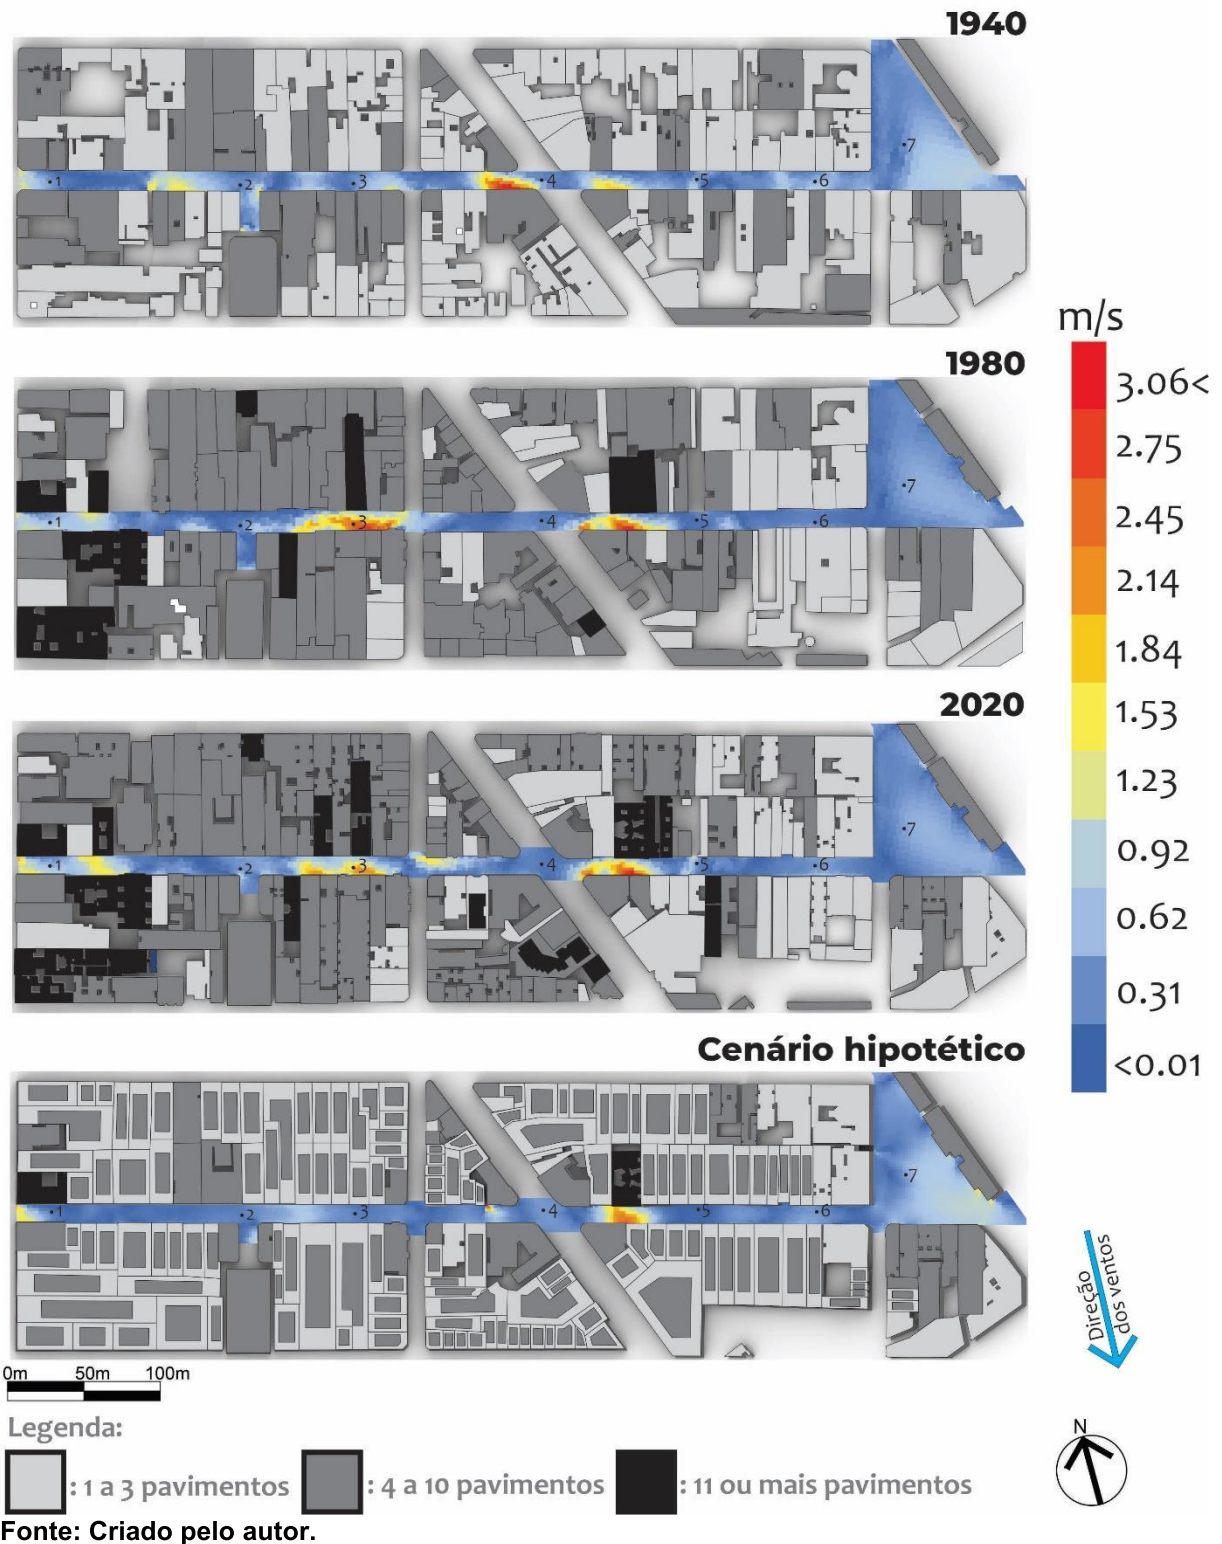 1940
•1 •2 •3 •4 •5 •6 •7
1980
•1 •2 •3 •4 •5 •6 •7
2020
•1 •2 •3 •4 •5 •6 •7
Cenário hipotético
•1 •2 •3 •4 •5 •6 •7
m/s
3.06<
2.75
2.45
2.14
1.84
1.53
1.23
0.92
0.62
0.31
<0.01
Direção
dos ventos
N
0m 50m 100m
Legenda:
: 1 a 3 pavimentos : 4 a 10 pavimentos : 11 ou mais pavimentos
Fonte: Criado pelo autor.